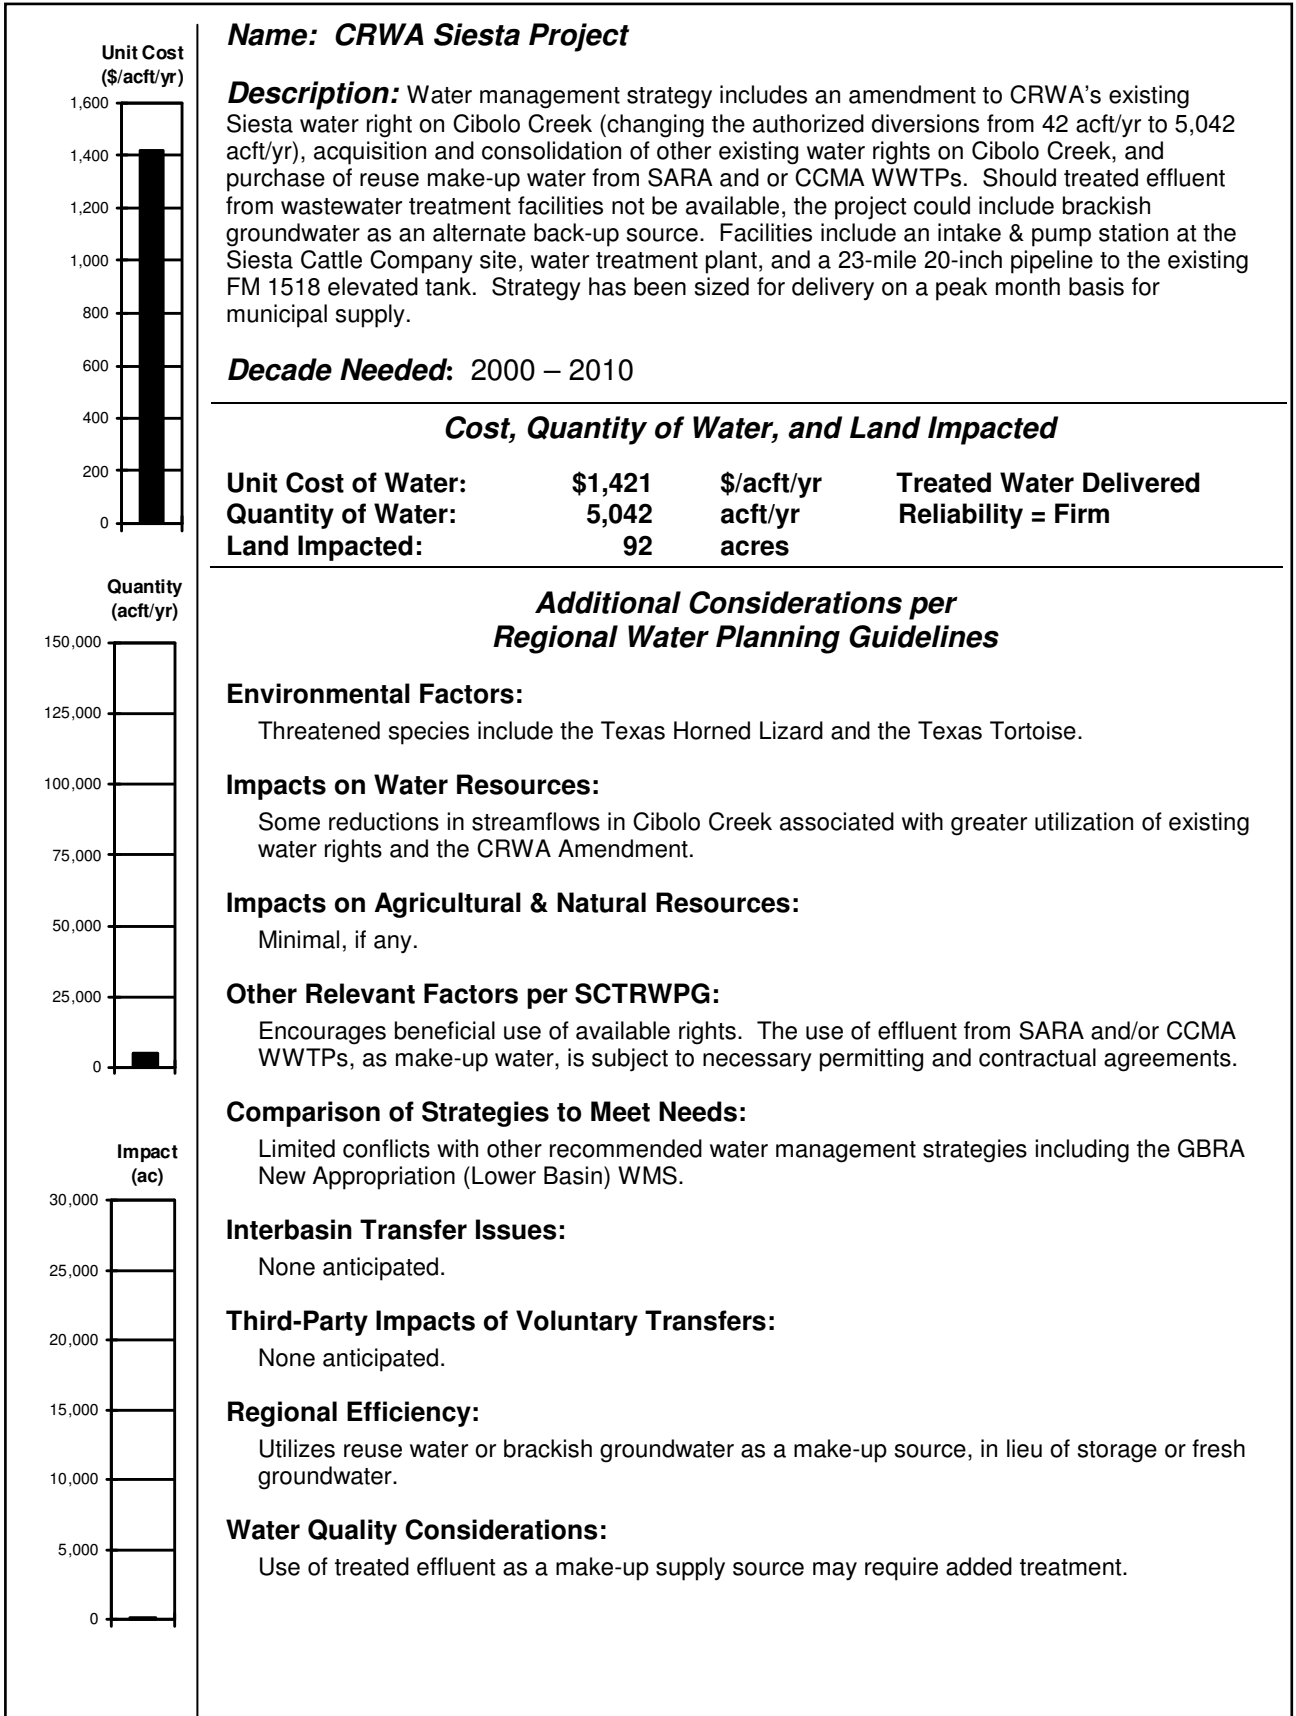 Unit Cost
($/acft/yr)
1,600
1,400
1,200
1,000
800
600
400
200
0
Quantity
(acft/yr)
150,000
125,000
100,000
75,000
50,000
25,000
0
Impact
(ac)
30,000
25,000
20,000
15,000
10,000
5,000
0
Name: CRWA Siesta Project
Description: Water management strategy includes an amendment to CRWA's existing
Siesta water right on Cibolo Creek (changing the authorized diversions from 42 acft/yr to 5,042
acft/yr), acquisition and consolidation of other existing water rights on Cibolo Creek, and
purchase of reuse make-up water from SARA and or CCMA WWTPs. Should treated effluent
from wastewater treatment facilities not be available, the project could include brackish
groundwater as an alternate back-up source. Facilities include an intake & pump station at the
Siesta Cattle Company site, water treatment plant, and a 23-mile 20-inch pipeline to the existing
FM 1518 elevated tank. Strategy has been sized for delivery on a peak month basis for
municipal supply.
Decade Needed: 2000 – 2010
Cost, Quantity of Water, and Land Impacted
Unit Cost of Water: $1,421 $/acft/yr Treated Water Delivered
Quantity of Water: 5,042 acft/yr Reliability = Firm
Land Impacted: 92 acres
Additional Considerations per
Regional Water Planning Guidelines
Environmental Factors:
Threatened species include the Texas Horned Lizard and the Texas Tortoise.
Impacts on Water Resources:
Some reductions in streamflows in Cibolo Creek associated with greater utilization of existing
water rights and the CRWA Amendment.
Impacts on Agricultural & Natural Resources:
Minimal, if any.
Other Relevant Factors per SCTRWPG:
Encourages beneficial use of available rights. The use of effluent from SARA and/or CCMA
WWTPs, as make-up water, is subject to necessary permitting and contractual agreements.
Comparison of Strategies to Meet Needs:
Limited conflicts with other recommended water management strategies including the GBRA
New Appropriation (Lower Basin) WMS.
Interbasin Transfer Issues:
None anticipated.
Third-Party Impacts of Voluntary Transfers:
None anticipated.
Regional Efficiency:
Utilizes reuse water or brackish groundwater as a make-up source, in lieu of storage or fresh
groundwater.
Water Quality Considerations:
Use of treated effluent as a make-up supply source may require added treatment.